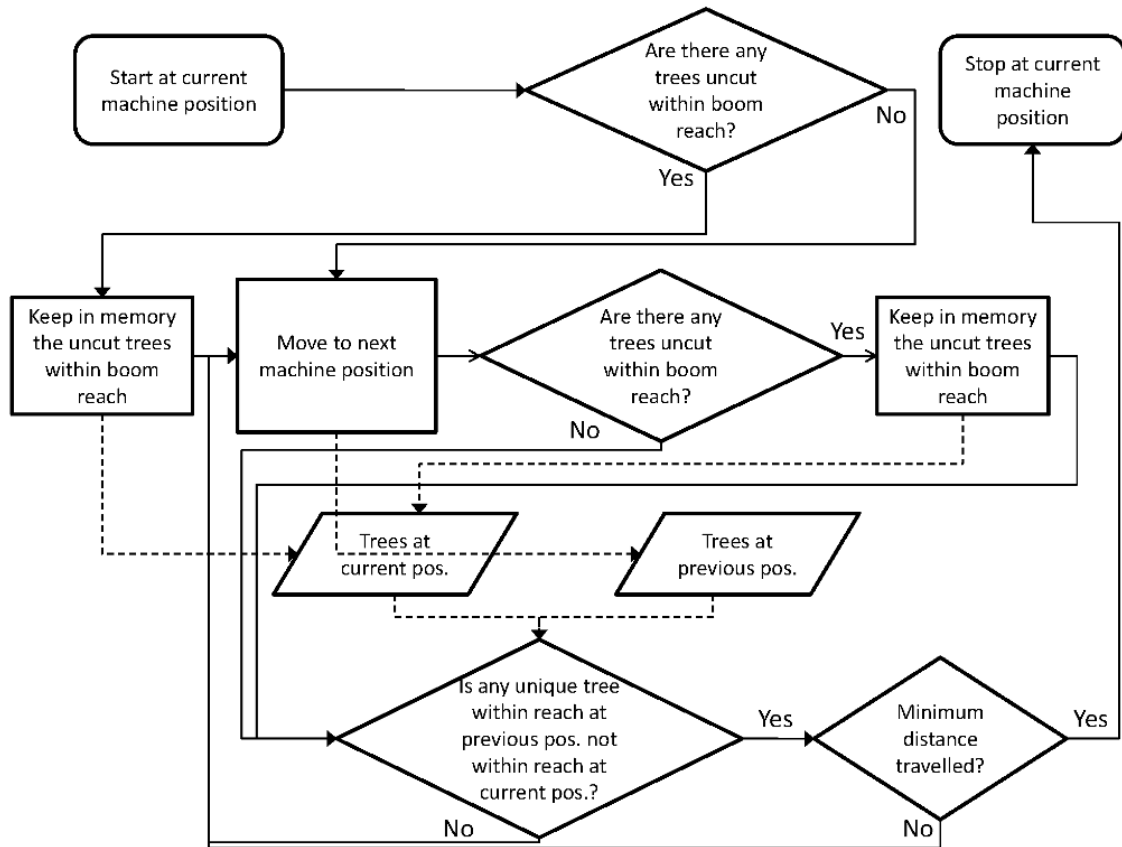 Start at current
machine position
Are there any
trees uncut
within boom
reach?
Stop at current
machine
position
No
Yes
Keep in memory
the uncut trees
within boom
reach
Move to next
machine position
Are there any
trees uncut
within boom
reach?
Yes
Keep in memory
the uncut trees
within boom
reach
No
Trees at
current pos.
Trees at
previous pos.
Is any unique tree
within reach at
previous pos. not
within reach at
current pos.?
Yes
Minimum
distance
travelled?
Yes
No
No